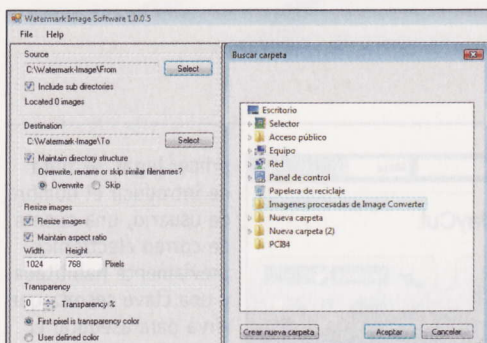 Watermark Image Software 1.0.0.5
File Help
Source
C:\Watermark-Image\From
Select
Include sub directories
Located 0 images
Destination
C:\Watermark-Image\To
Select
Maintain directory structure
Overwrite, rename or skip similar filenames?
Overwrite Skip
Resize images
Resize images
Maintain aspect ratio
Width Height
1024 768 Pixels
Transparency
0 Transparency %
First pixel is transparency color
User defined color
Buscar carpeta
Escritorio
Selector
Acceso público
Equipo
Red
Panel de control
Papelera de reciclaje
Imagenes procesadas de Image Converter
Nueva carpeta
Nueva carpeta (2)
PCI84
Crear nueva carpeta
Aceptar
Cancelar